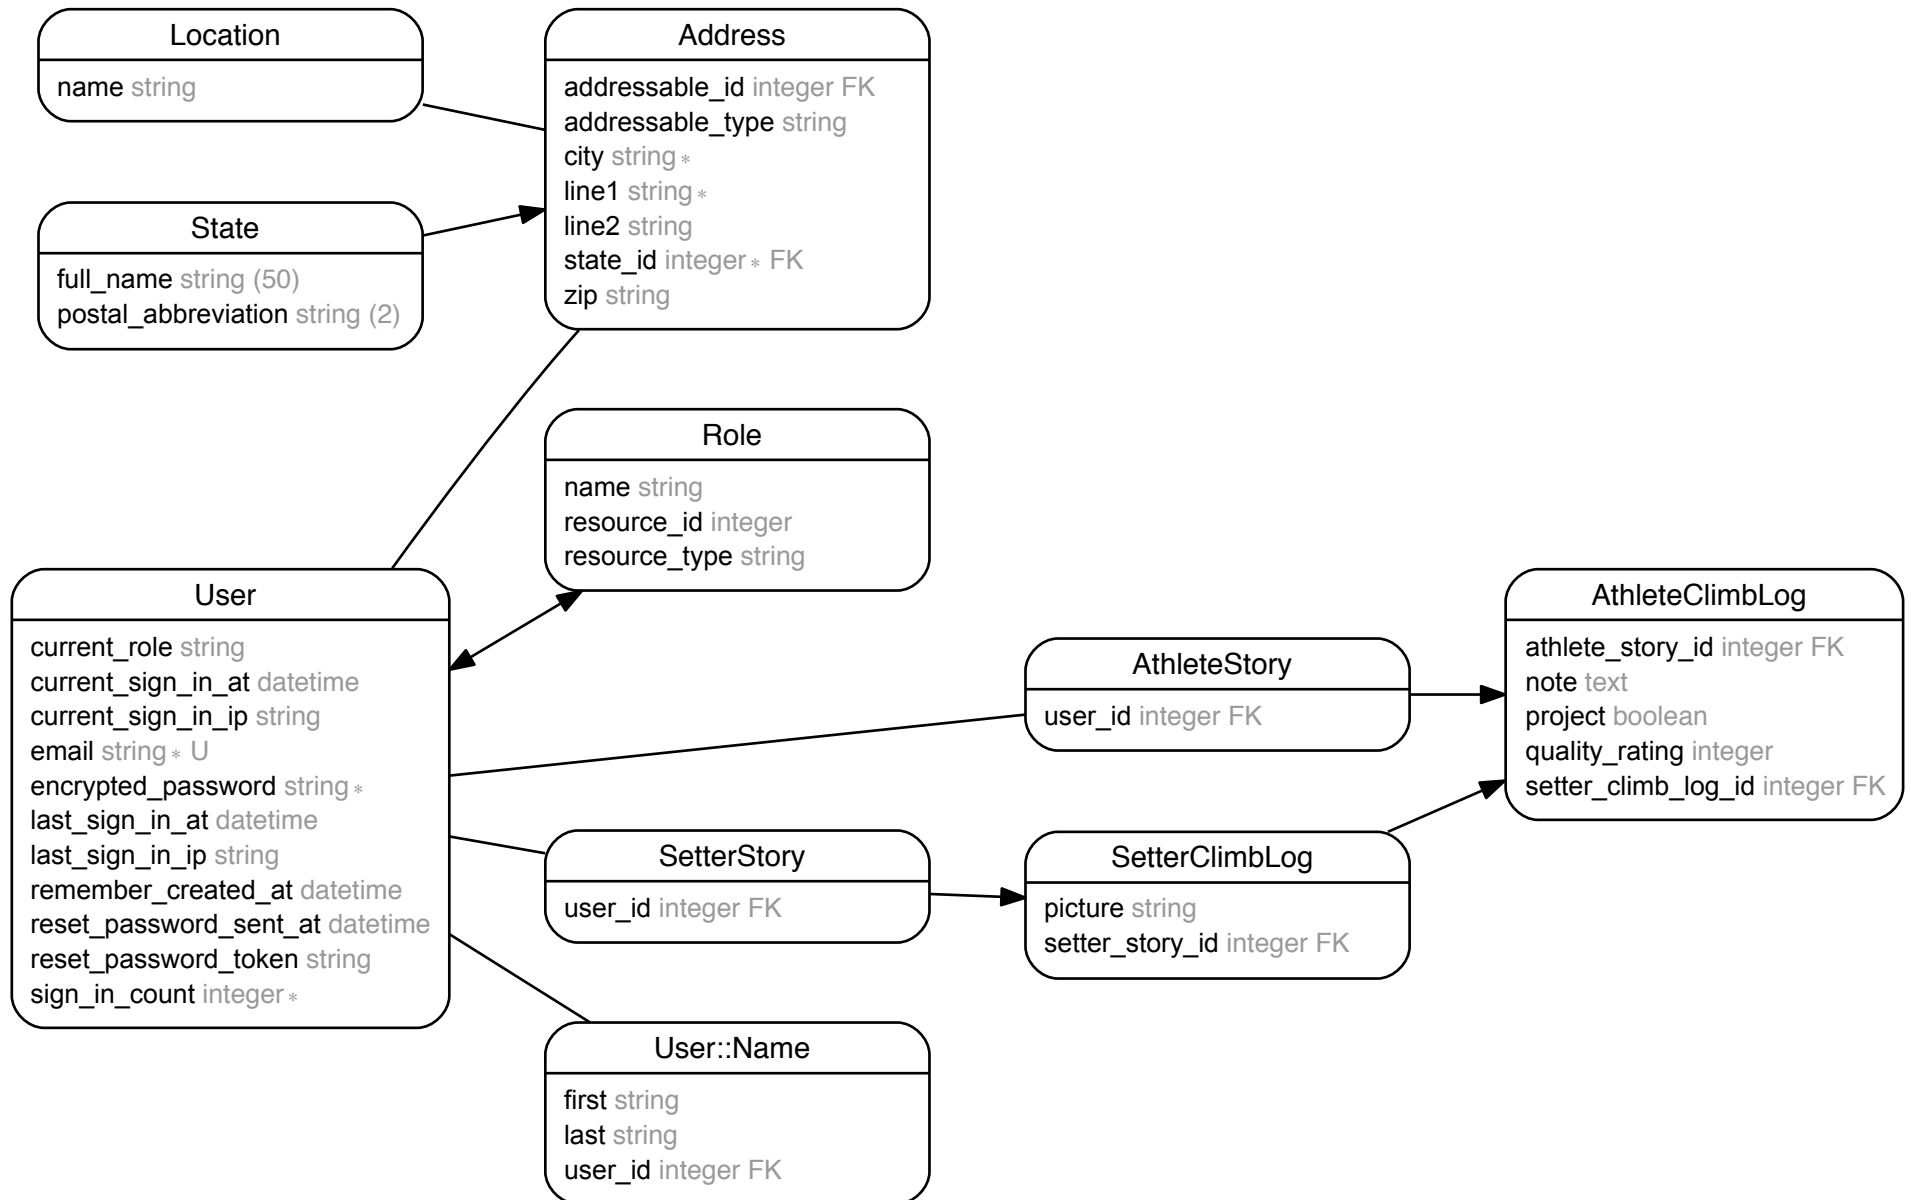 Location
name string
Address
addressable_id integer FK
addressable_type string
city string *
line1 string *
line2 string
state_id integer * FK
zip string
State
full_name string (50)
postal_abbreviation string (2)
Role
name string
resource_id integer
resource_type string
User
current_role string
current_sign_in_at datetime
current_sign_in_ip string
email string * U
encrypted_password string *
last_sign_in_at datetime
last_sign_in_ip string
remember_created_at datetime
reset_password_sent_at datetime
reset_password_token string
sign_in_count integer *
AthleteStory
user_id integer FK
AthleteClimbLog
athlete_story_id integer FK
note text
project boolean
quality_rating integer
setter_climb_log_id integer FK
SetterStory
user_id integer FK
SetterClimbLog
picture string
setter_story_id integer FK
User::Name
first string
last string
user_id integer FK